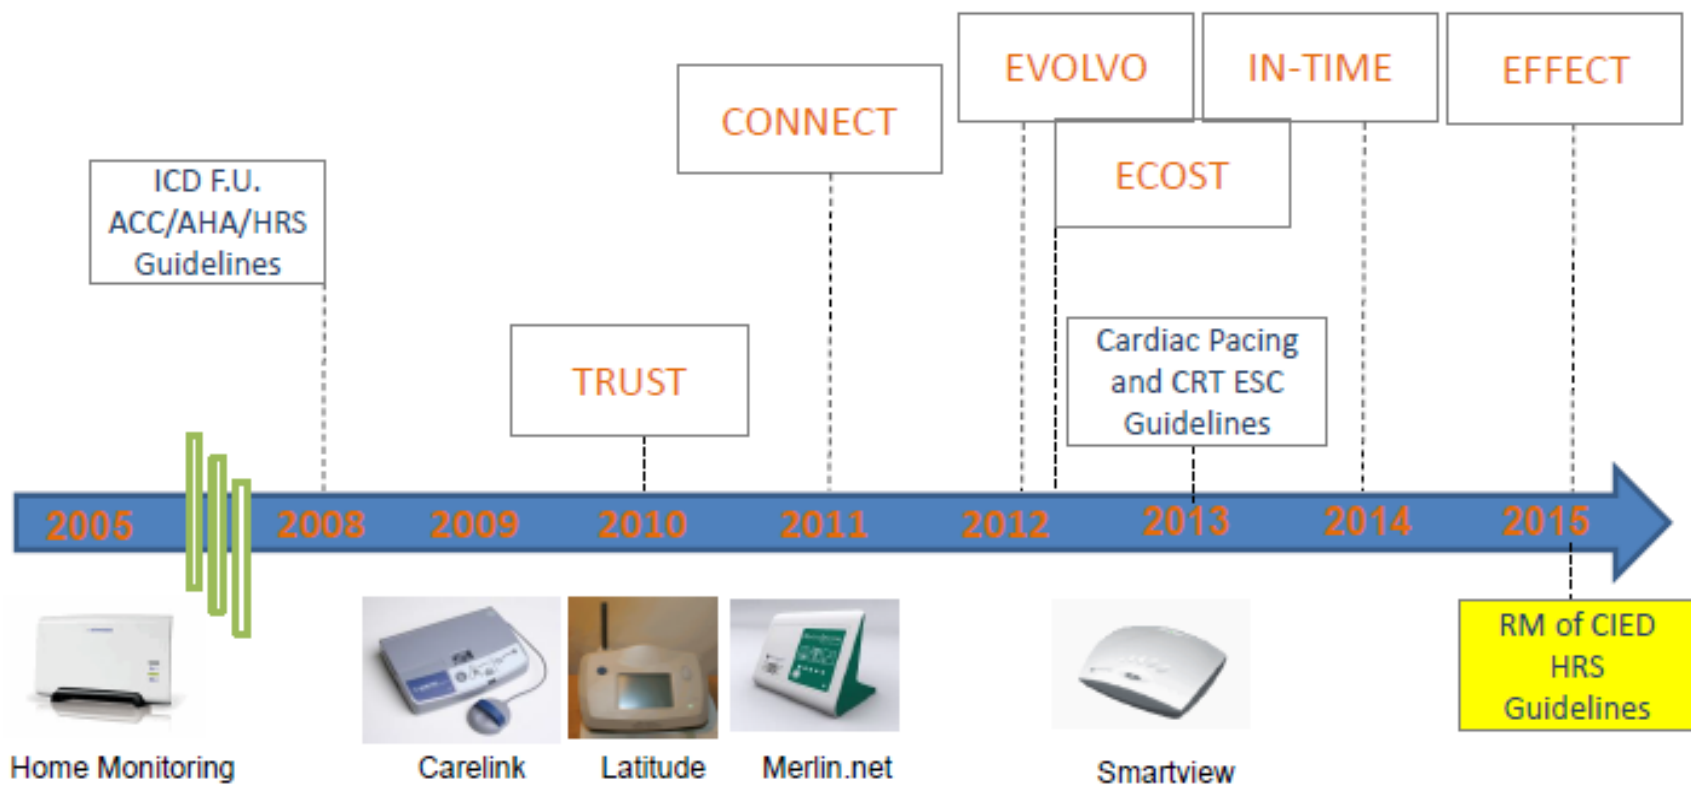 EVOLVO
IN-TIME
EFFECT
CONNECT
ECOST
ICD F.U.
ACC/AHA/HRS
Guidelines
TRUST
Cardiac Pacing
and CRT ESC
Guidelines
2005
2008
2009
2010
2011
2012
2013
2014
2015
RM of CIED
HRS
Guidelines
Home Monitoring
Carelink
Latitude
Merlin.net
Smartview